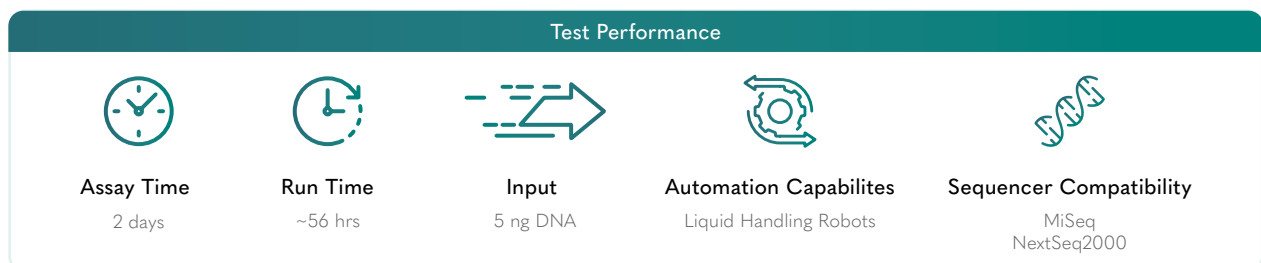 Test Performance
Assay Time
2 days
Run Time
~56 hrs
Input
5 ng DNA
Automation Capabilites
Liquid Handling Robots
Sequencer Compatibility
MiSeq
NextSeq2000